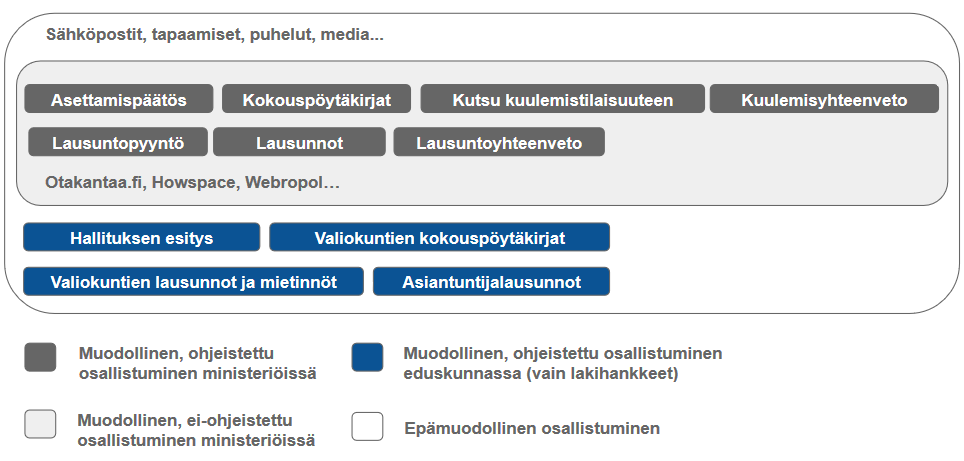 Sähköpostit, tapaamiset, puhelut, media...
Asettamispäätös
Kokouspöytäkirjat
Kutsu kuulemistilaisuuteen
Kuulemisyhteenveto
Lausuntopyyntö
Lausunnot
Lausuntoyhteenveto
Otakantaa.fi, Howspace, Webropol…
Hallituksen esitys
Valiokuntien kokouspöytäkirjat
Valiokuntien lausunnot ja mietinnöt
Asiantuntijalausunnot
Muodollinen, ohjeistettu
osallistuminen ministeriöissä
Muodollinen, ohjeistettu osallistuminen
eduskunnassa (vain lakihankkeet)
Muodollinen, ei-ohjeistettu
osallistuminen ministeriöissä
Epämuodollinen osallistuminen